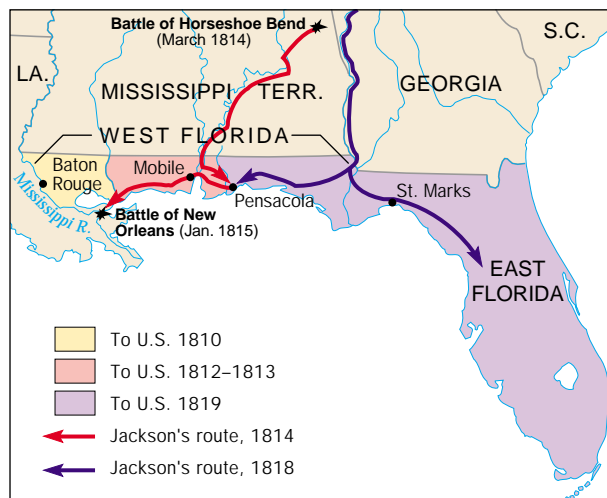 Battle of Horseshoe Bend
(March 1814)
S.C.
LA.
GEORGIA
MISSISSIPPI TERR.
WEST FLORIDA
Baton
Rouge
Mobile
Pensacola
St. Marks
Mississippi R.
Battle of New
Orleans (Jan. 1815)
EAST
FLORIDA
To U.S. 1810
To U.S. 1812–1813
To U.S. 1819
Jackson's route, 1814
Jackson's route, 1818